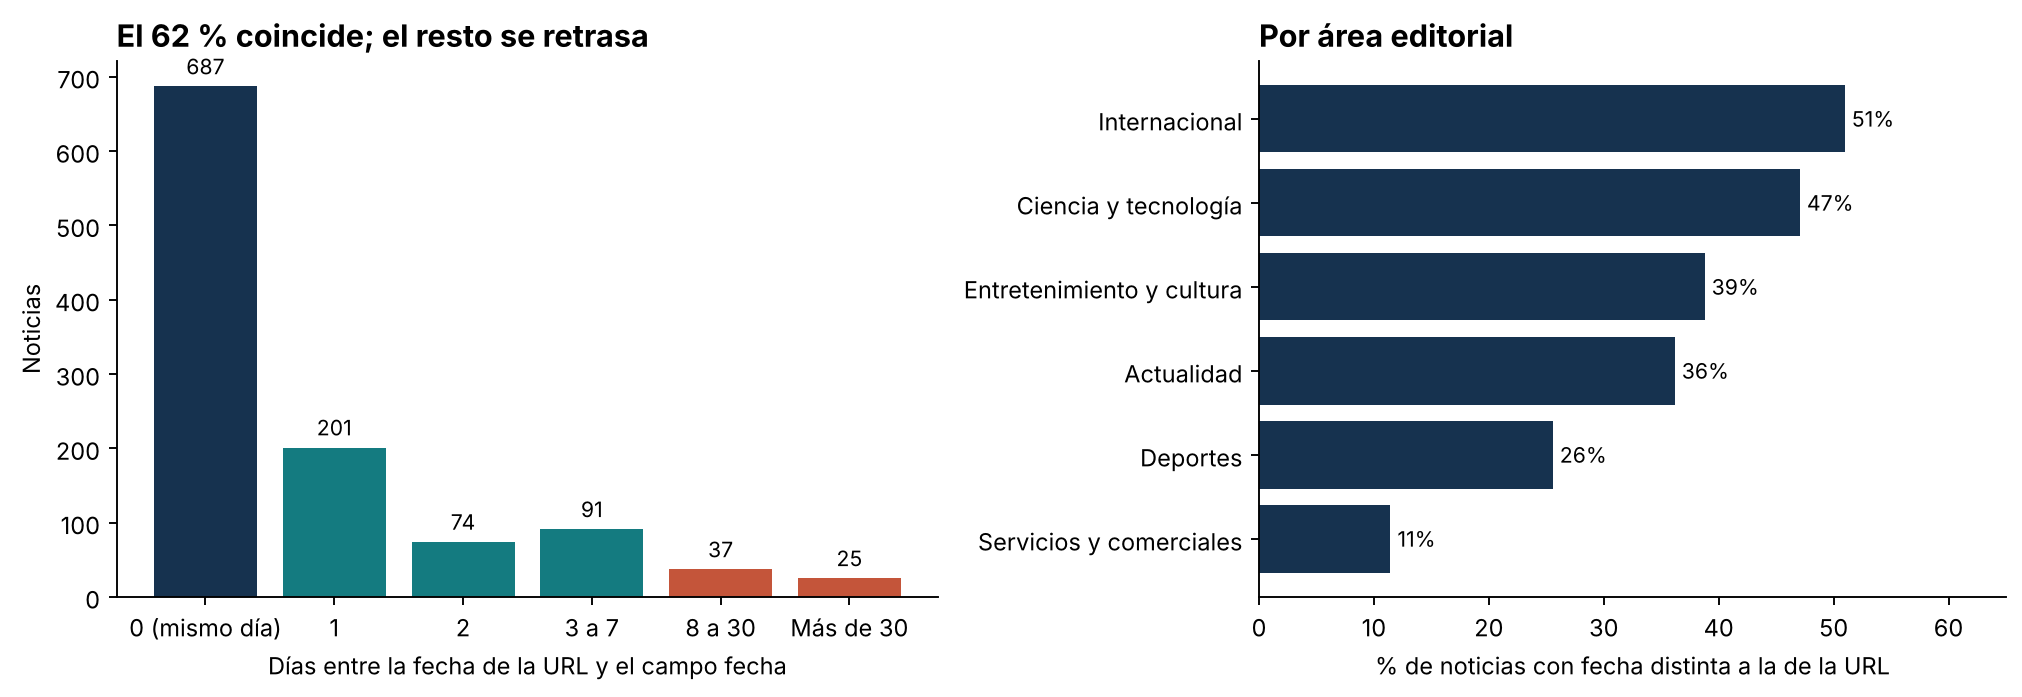 El 62 % coincide; el resto se retrasa
Noticias
700
600
500
400
300
200
100
0
687
201
74
91
37
25
0 (mismo día)
1
2
3 a 7
8 a 30
Más de 30
Días entre la fecha de la URL y el campo fecha
Por área editorial
Internacional
51%
Ciencia y tecnología
47%
Entretenimiento y cultura
39%
Actualidad
36%
Deportes
26%
Servicios y comerciales
11%
0
10
20
30
40
50
60
% de noticias con fecha distinta a la de la URL